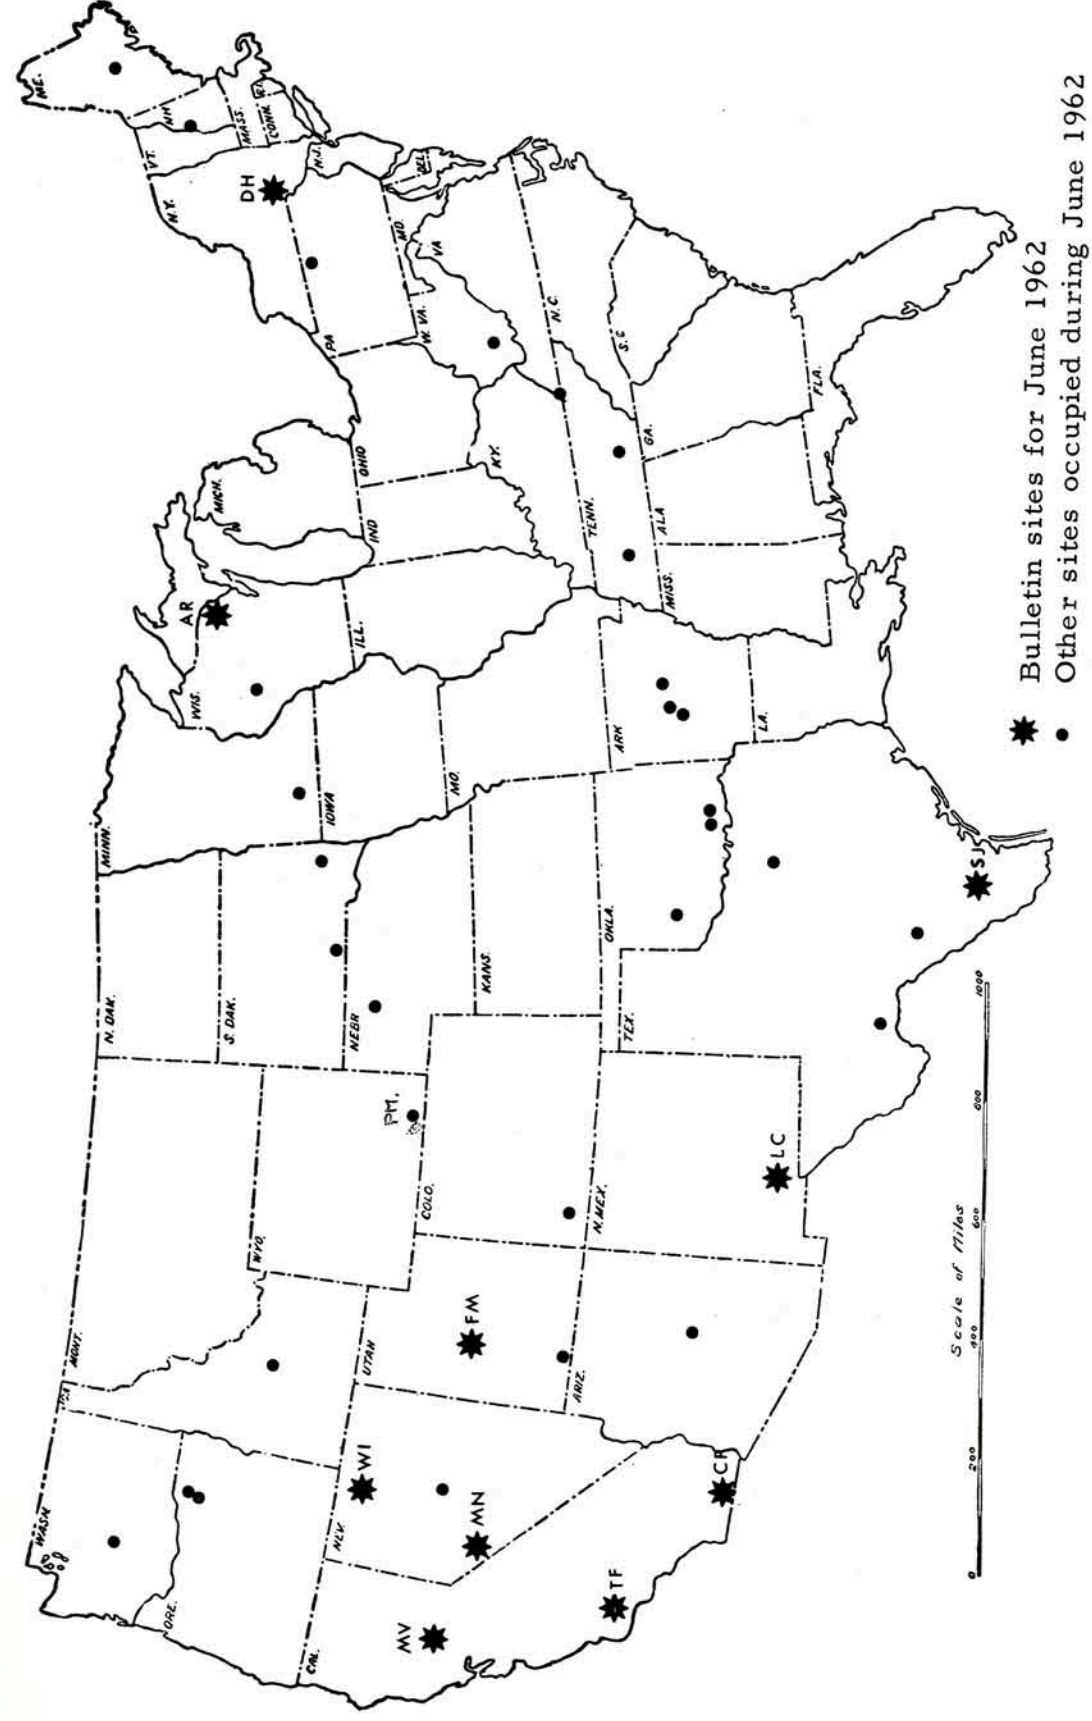 WASH.
MONT.
N. DAK.
MINN.
IDA
ORE.
S. DAK.
WIS.
AR
MICH.
N.Y.
VT.
NH
ME.
MASS.
CONN.
R.I.
DH
N.J.
WYO.
NEBR
IOWA
ILL.
IND
OHIO
PA
MD.
DEL.
CAL.
NEV.
WI
UTAH
PM.
COLO.
KANS.
MO.
KY.
W. VA.
VA
MV
MN
FM
TF
CR
ARIZ.
N.MEX.
LC
TEX.
OKLA.
ARK
TENN.
N.C.
S.C
MISS.
ALA
GA.
FLA.
LA.
SJ
Scale of Miles
0 200 400 600 800 1000
Bulletin sites for June 1962
Other sites occupied during June 1962